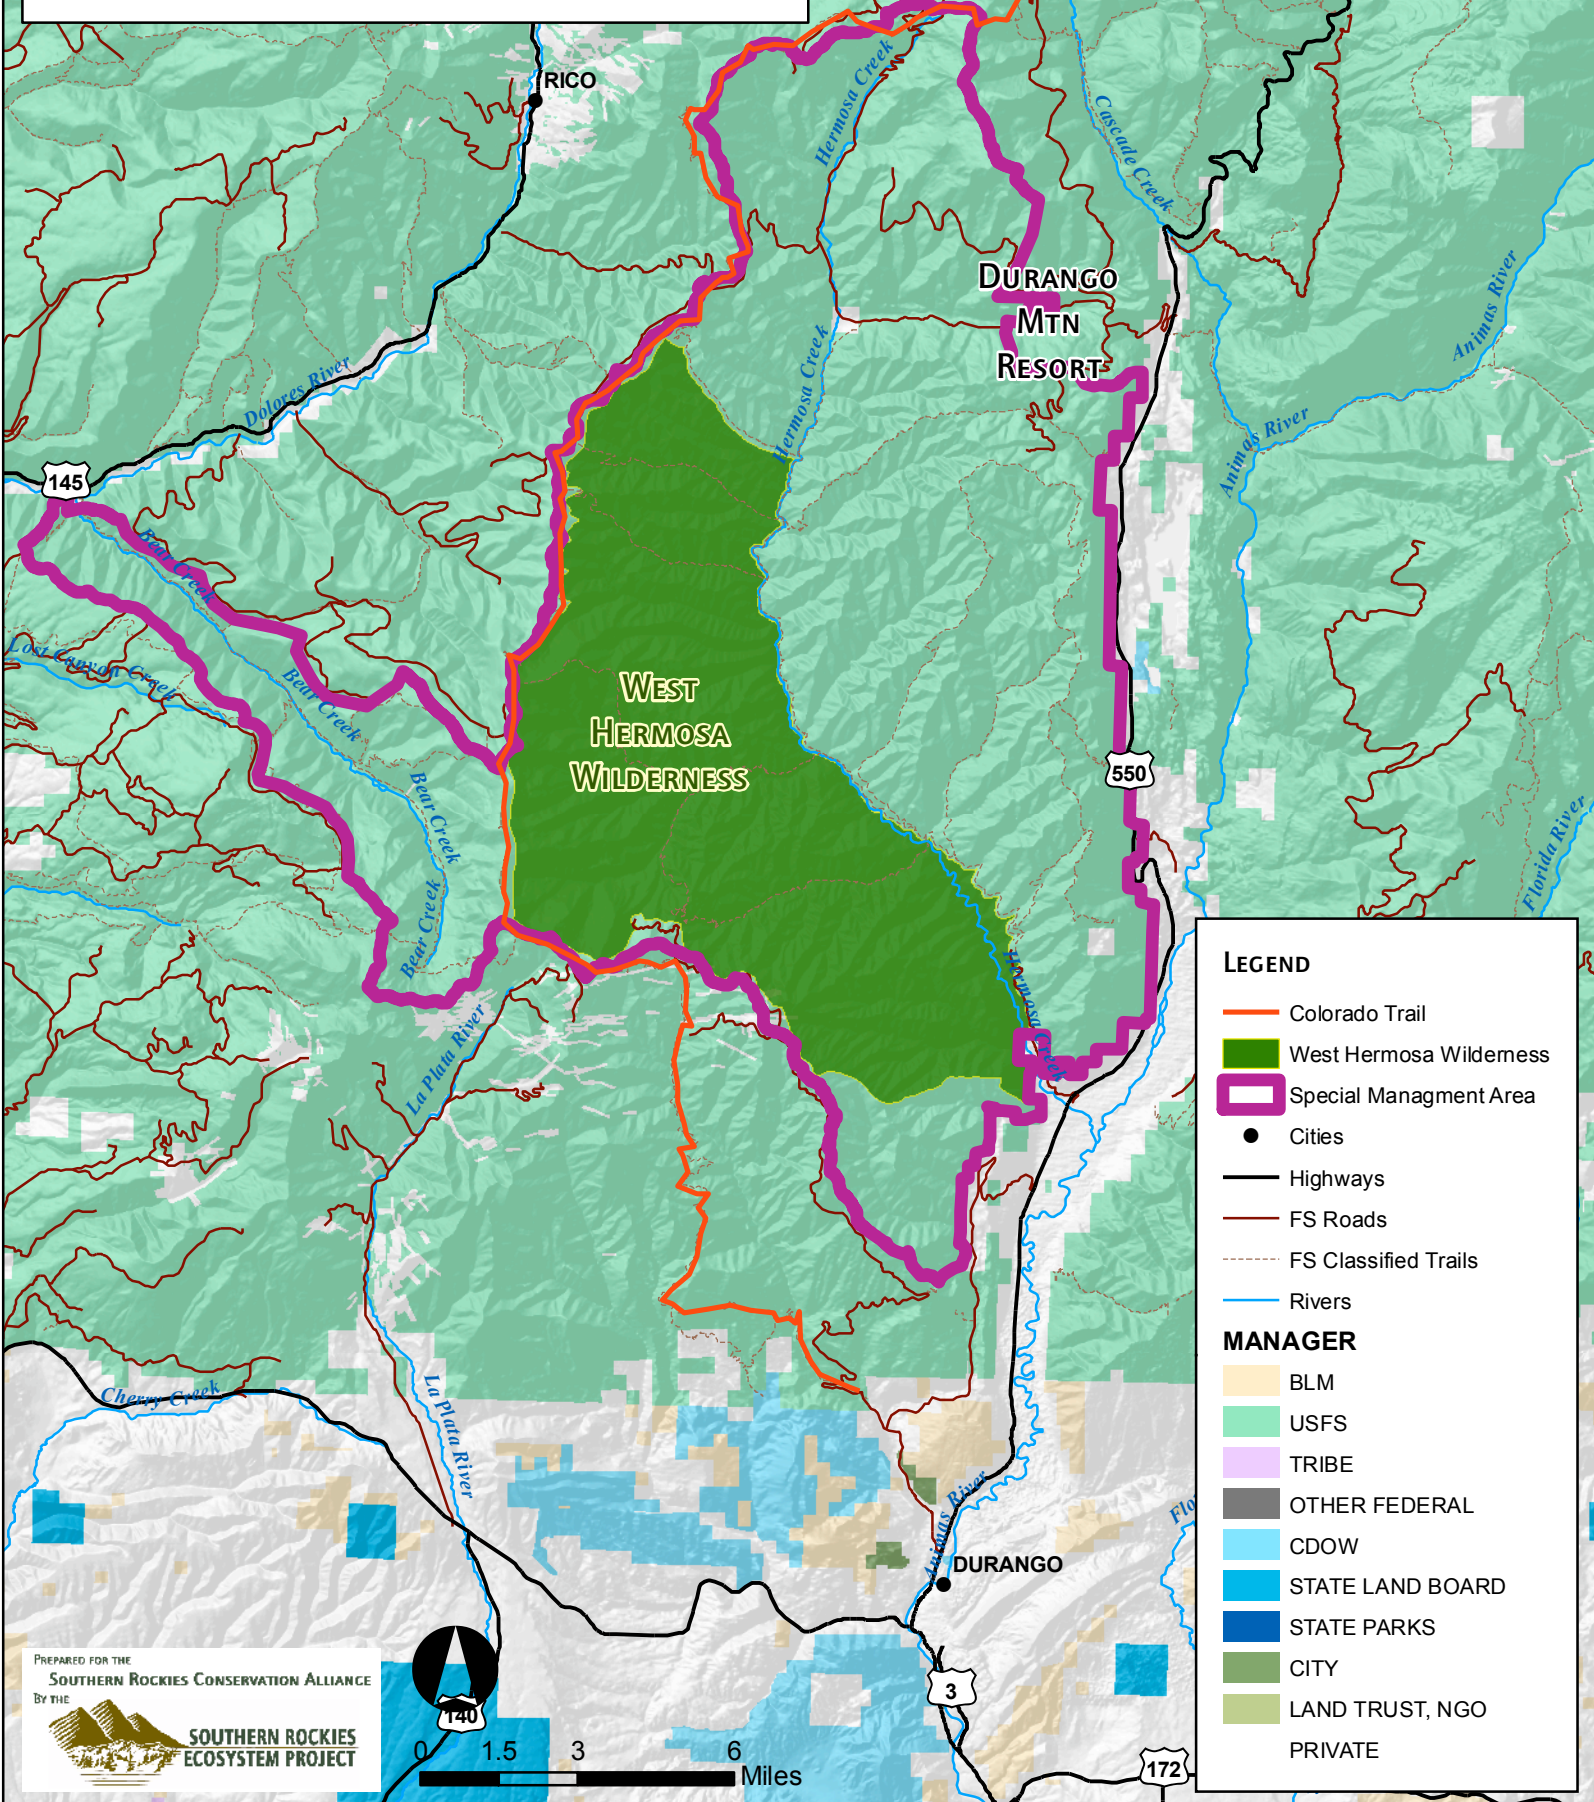 RICO
Hermosa Creek
Cascade Creek
DURANGO
MTN
RESORT
Animas River
Dolores River
Hermosa Creek
Animas River
145
Bear Creek
Lost Canyon Creek
Bear Creek
WEST
HERMOSA
WILDERNESS
550
Bear Creek
Florida River
Bear Creek
Hermosa Creek
La Plata River
LEGEND
Colorado Trail
West Hermosa Wilderness
Special Managment Area
Cities
Highways
FS Roads
FS Classified Trails
Rivers
MANAGER
BLM
USFS
TRIBE
OTHER FEDERAL
CDOW
STATE LAND BOARD
STATE PARKS
CITY
LAND TRUST, NGO
PRIVATE
Cherry Creek
La Plata River
Animas River
Flo
DURANGO
PREPARED FOR THE
SOUTHERN ROCKIES CONSERVATION ALLIANCE
BY THE
SOUTHERN ROCKIES
ECOSYSTEM PROJECT
140
3
172
0 1.5 3 6
Miles